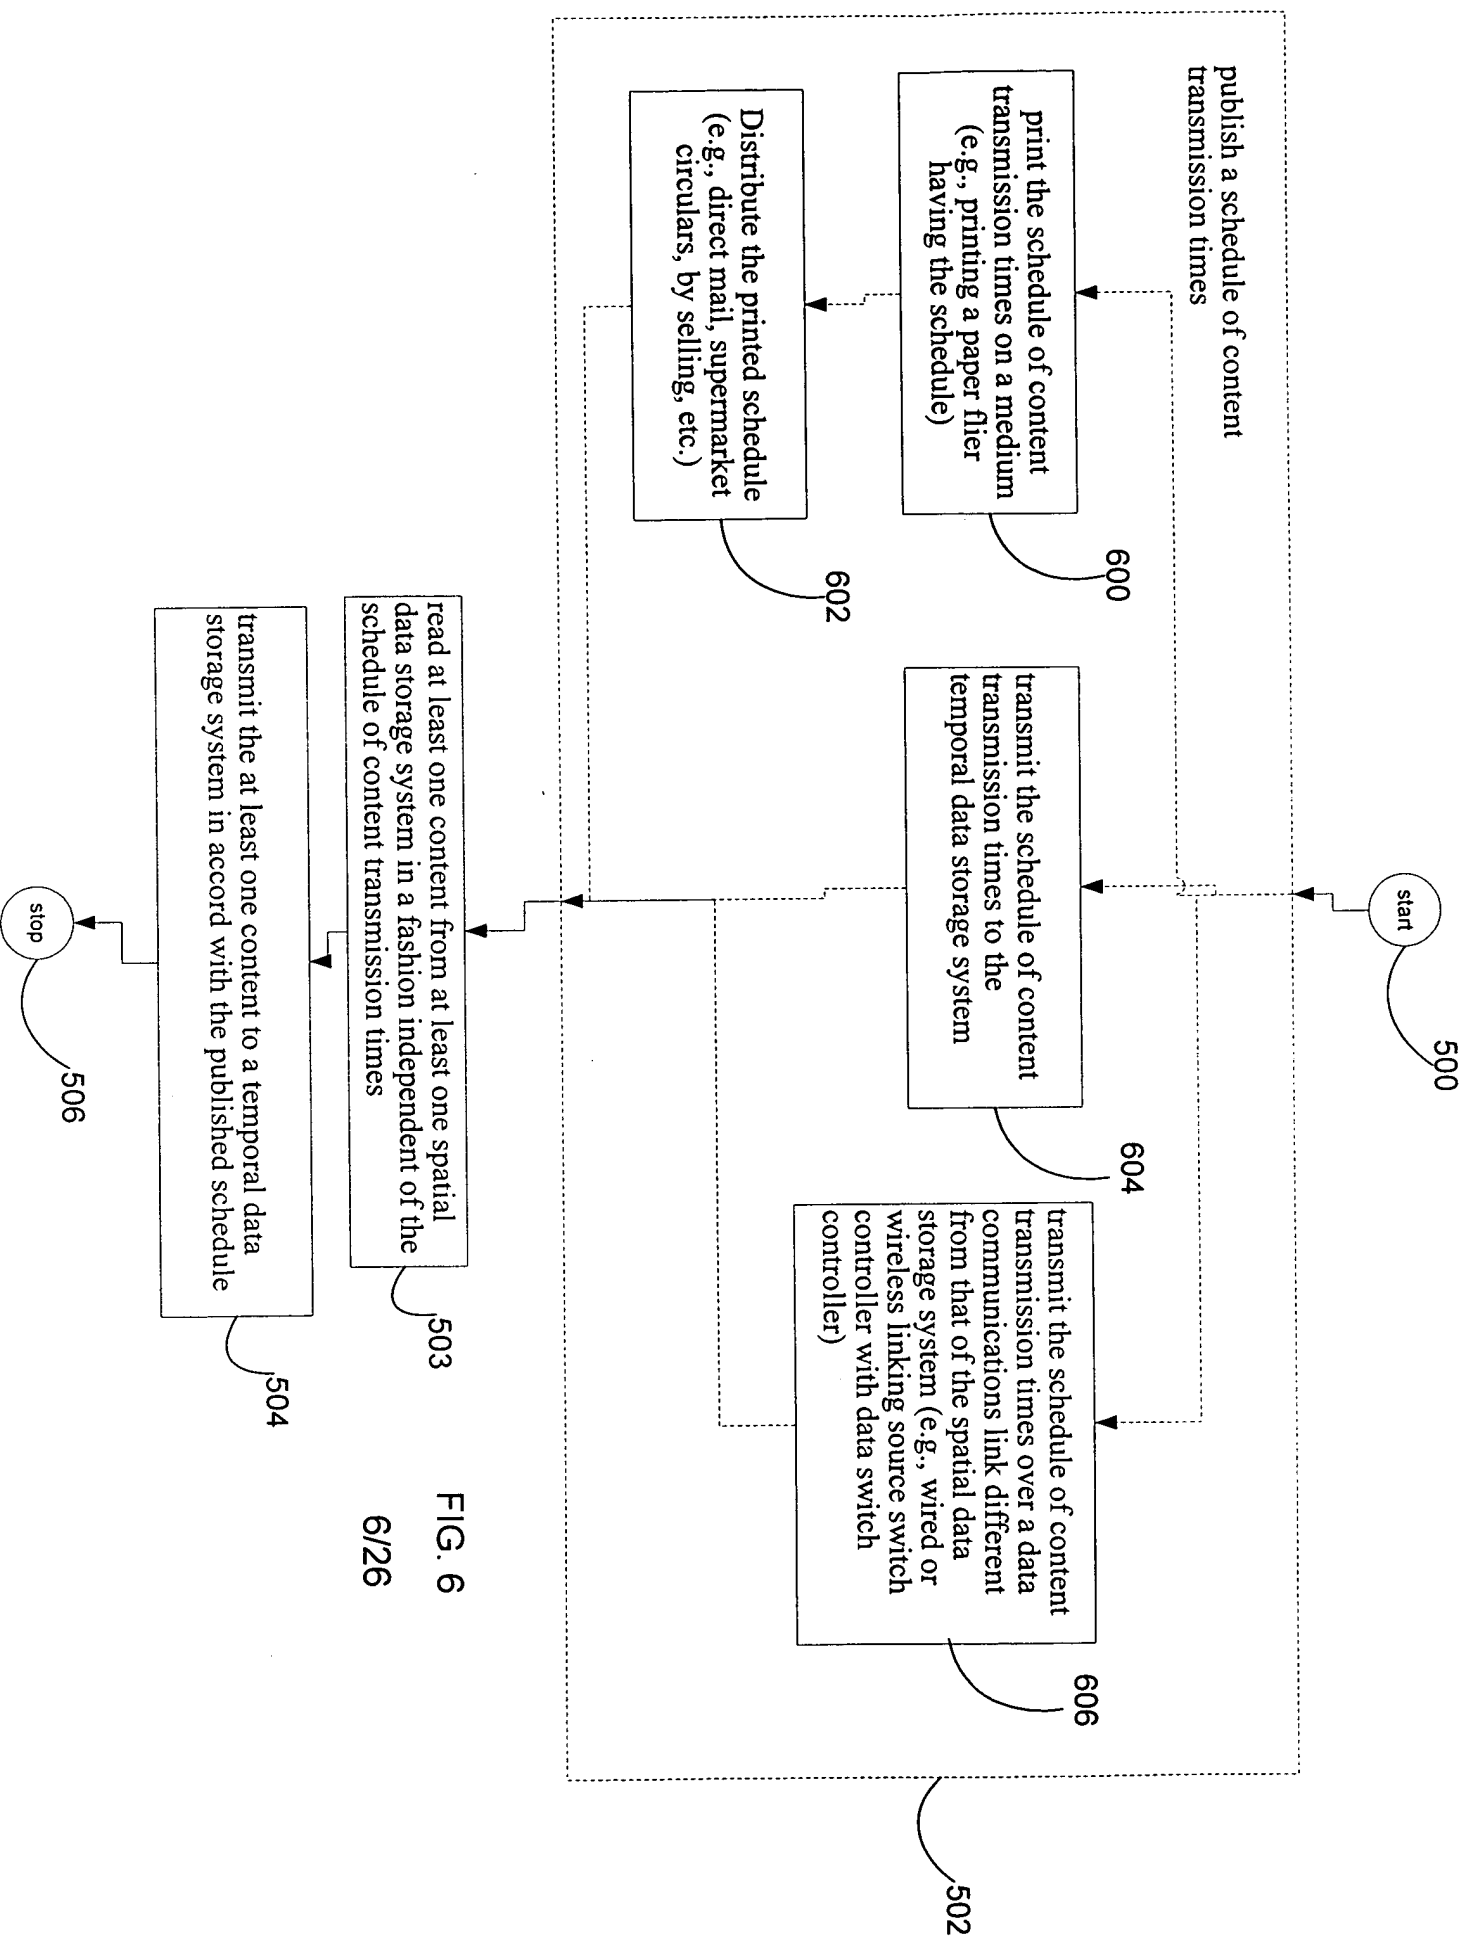 start
500
publish a schedule of content
transmission times
print the schedule of content
transmission times on a medium
(e.g., printing a paper flier
having the schedule)
600
Distribute the printed schedule
(e.g., direct mail, supermarket
circulars, by selling, etc.)
602
transmit the schedule of content
transmission times to the
temporal data storage system
604
transmit the schedule of content
transmission times over a data
communications link different
from that of the spatial data
storage system (e.g., wired or
wireless linking source switch
controller with data switch
controller)
606
502
read at least one content from at least one spatial
data storage system in a fashion independent of the
schedule of content transmission times
503
transmit the at least one content to a temporal data
storage system in accord with the published schedule
504
stop
506
FIG. 6
6/26